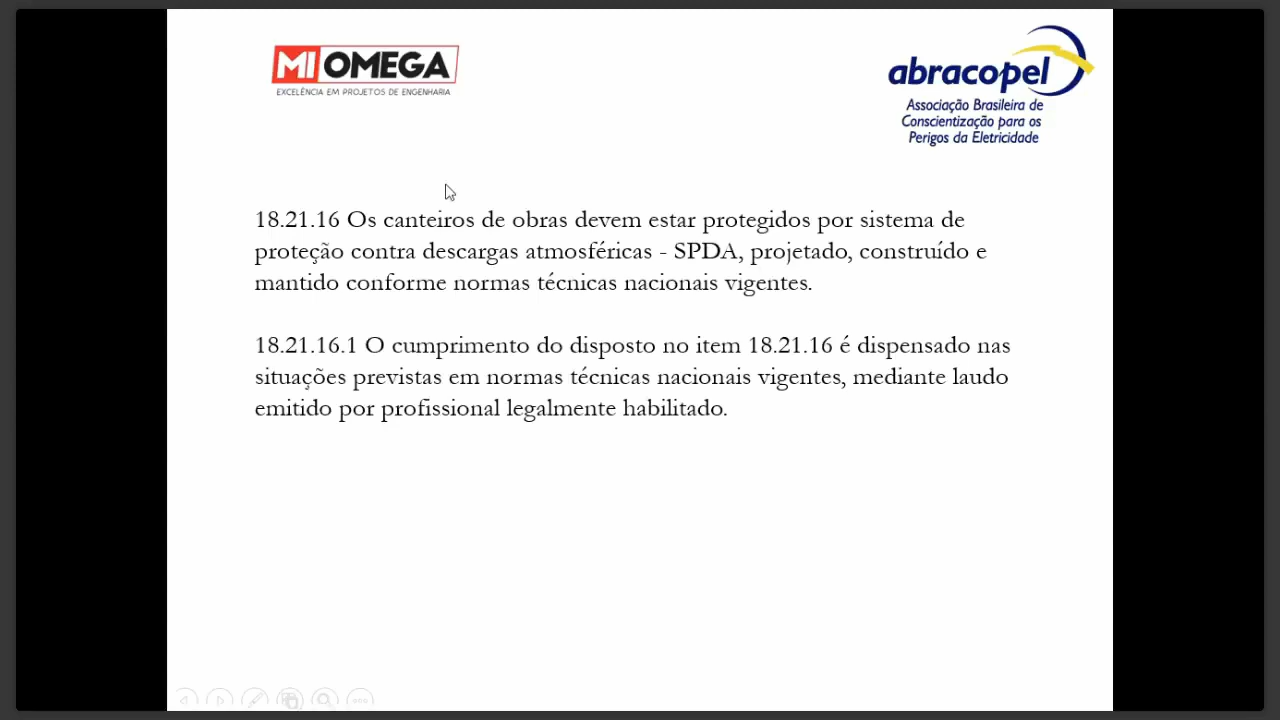 MI OMEGA
EXCELÊNCIA EM PROJETOS DE ENGENHARIA
abracopel
Associação Brasileira de
Conscientização para os
Perigos da Eletricidade
18.21.16 Os canteiros de obras devem estar protegidos por sistema de
proteção contra descargas atmosféricas - SPDA, projetado, construído e
mantido conforme normas técnicas nacionais vigentes.
18.21.16.1 O cumprimento do disposto no item 18.21.16 é dispensado nas
situações previstas em normas técnicas nacionais vigentes, mediante laudo
emitido por profissional legalmente habilitado.